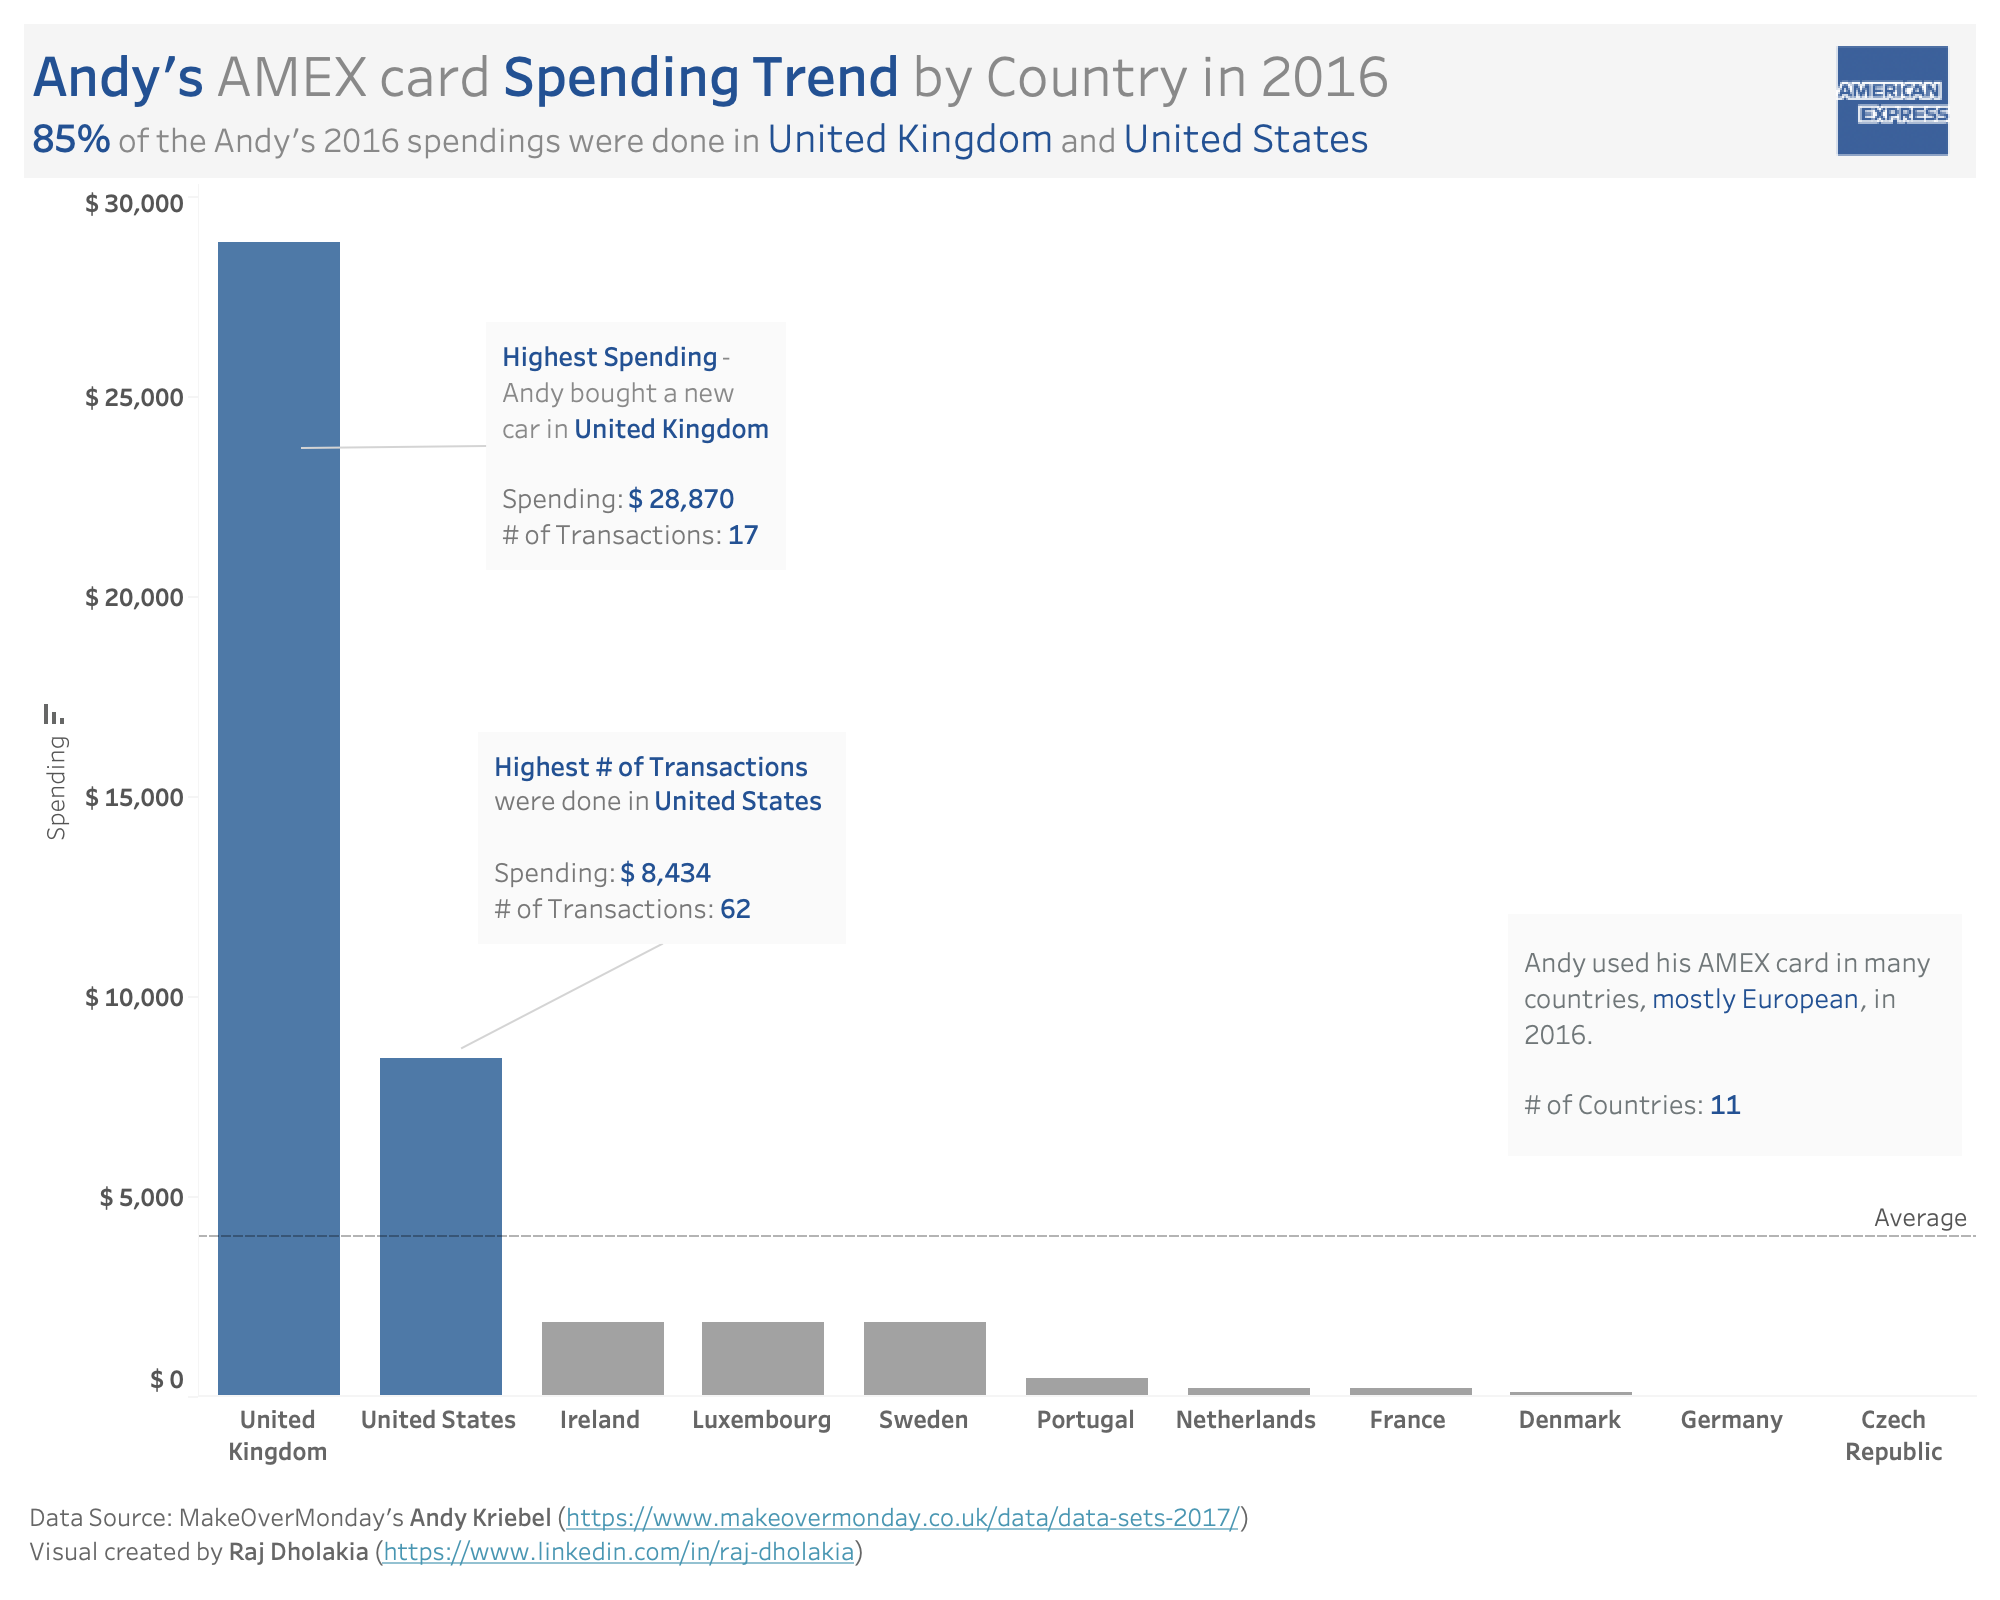 Andy's AMEX card Spending Trend by Country in 2016
85% of the Andy's 2016 spendings were done in United Kingdom and United States
AMERICAN
EXPRESS
$ 30,000
$ 25,000
$ 20,000
$ 15,000
$ 10,000
$ 5,000
$ 0
Spending
Highest Spending -
Andy bought a new
car in United Kingdom
Spending: $ 28,870
# of Transactions: 17
Highest # of Transactions
were done in United States
Spending: $ 8,434
# of Transactions: 62
Andy used his AMEX card in many
countries, mostly European, in
2016.
# of Countries: 11
Average
United Kingdom
United States
Ireland
Luxembourg
Sweden
Portugal
Netherlands
France
Denmark
Germany
Czech Republic
Data Source: MakeOverMonday's Andy Kriebel (https://www.makeovermonday.co.uk/data/data-sets-2017/)
Visual created by Raj Dholakia (https://www.linkedin.com/in/raj-dholakia)